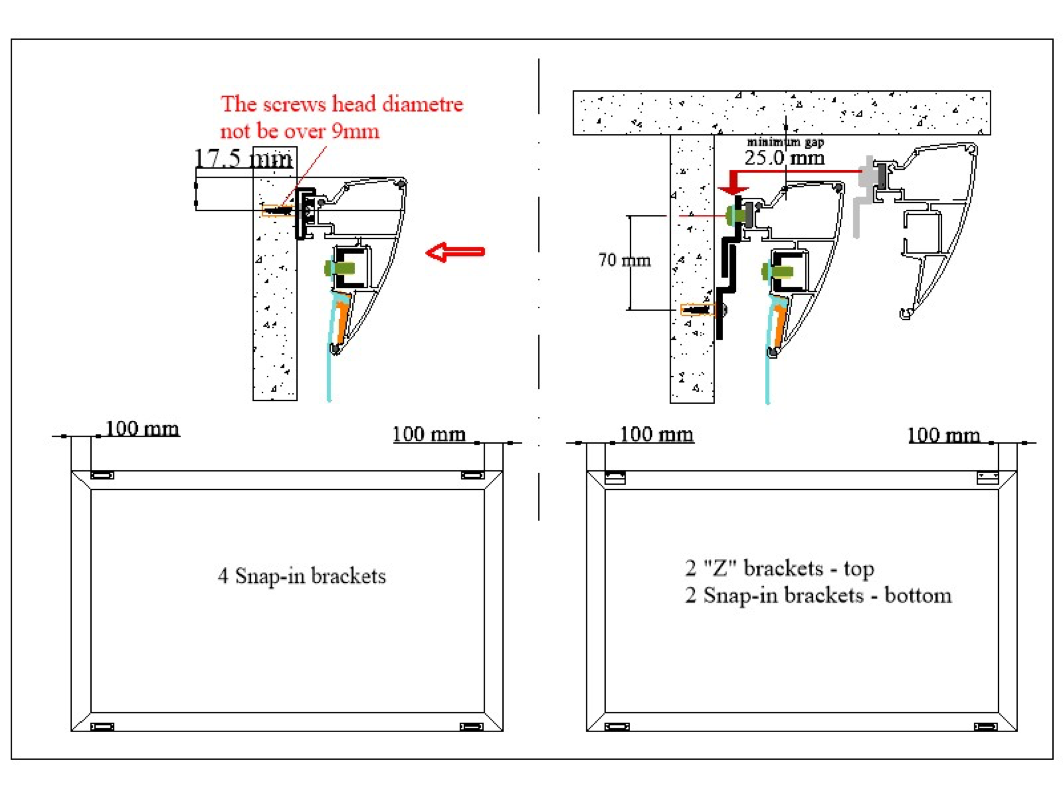 The screws head diametre
not be over 9mm
17.5 mm
minimum gap
25.0 mm
70 mm
100 mm
100 mm
100 mm
100 mm
4 Snap-in brackets
2 "Z" brackets - top
2 Snap-in brackets - bottom